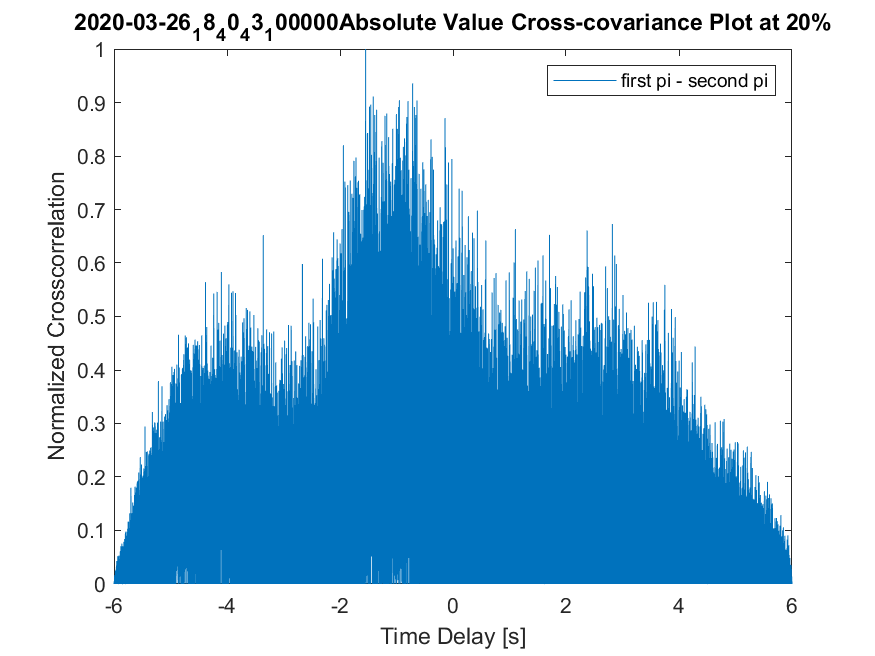 2020-03-26₁8₄0₄3₁00000Absolute Value Cross-covariance Plot at 20%
first pi - second pi
Normalized Crosscorrelation
1
0.9
0.8
0.7
0.6
0.5
0.4
0.3
0.2
0.1
0
-6 -4 -2 0 2 4 6
Time Delay [s]